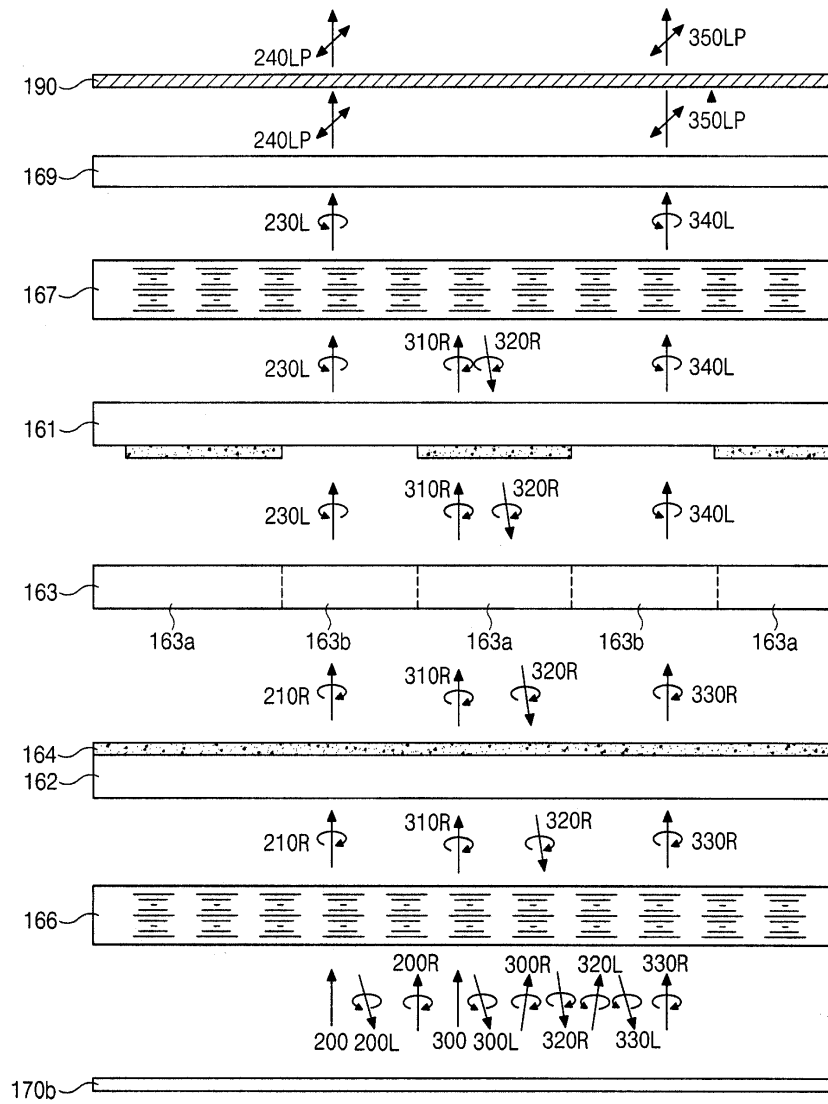 240LP 350LP
190
240LP 350LP
169
230L 340L
167
230L 310R 320R 340L
161
230L 310R 320R 340L
163
163a 163b 163a 163b 163a
210R 310R 320R 330R
164
162
210R 310R 320R 330R
166
200R 300R 320L 330R
200 200L 300 300L 320R 330L
170b